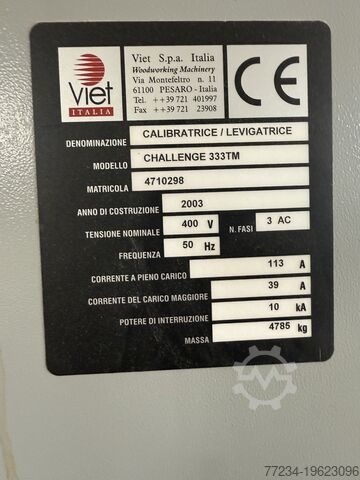 Viet
ITALIA
Viet S.p.a. Italia
Woodworking Machinery
Via Montefeltro n. 11
61100 PESARO - Italia
Tel. ++39 721 401997
Fax ++39 721 23908
CE
DENOMINAZIONE CALIBRATRICE / LEVIGATRICE
MODELLO CHALLENGE 333TM
MATRICOLA 4710298
ANNO DI COSTRUZIONE 2003
TENSIONE NOMINALE 400 V N. FASI 3 AC
FREQUENZA 50 Hz
CORRENTE A PIENO CARICO 113 A
CORRENTE DEL CARICO MAGGIORE 39 A
POTERE DI INTERRUZIONE 10 kA
MASSA 4785 kg
77234-19623096